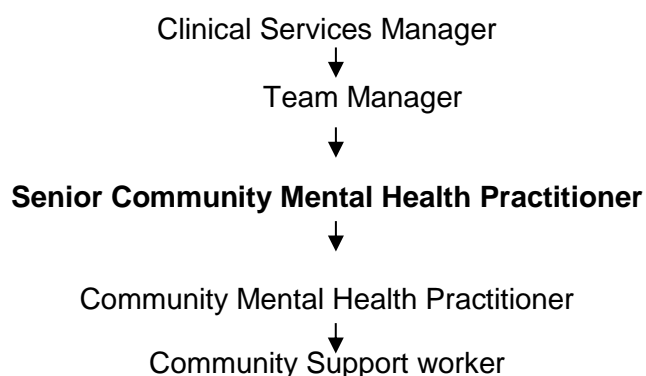 Clinical Services Manager
Team Manager
Senior Community Mental Health Practitioner
Community Mental Health Practitioner
Community Support worker